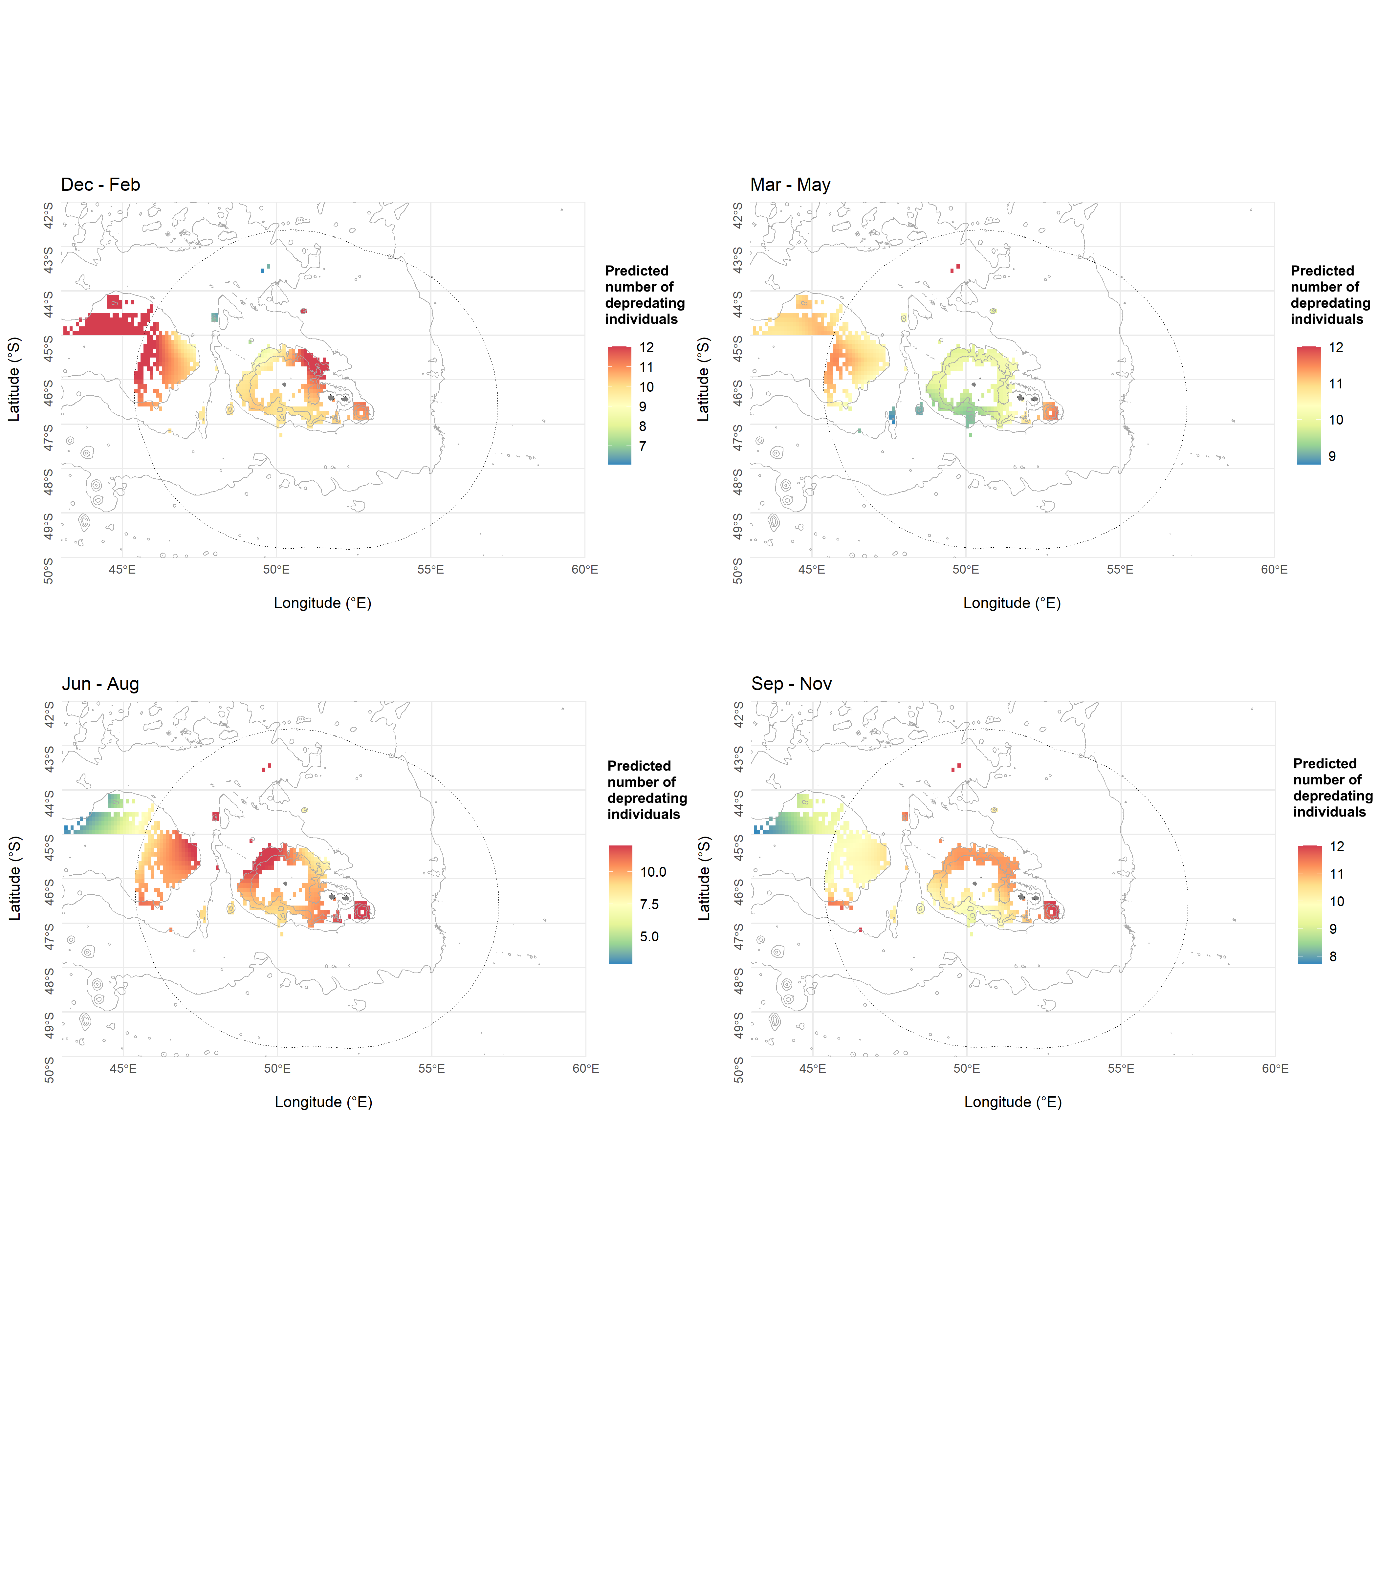 Dec - Feb
42°S
43°S
44°S
45°S
46°S
47°S
48°S
49°S
50°S
Latitude (°S)
45°E
50°E
55°E
60°E
Longitude (°E)
Predicted
number of
depredating
individuals
12
11
10
9
8
7
Mar - May
42°S
43°S
44°S
45°S
46°S
47°S
48°S
49°S
50°S
Latitude (°S)
45°E
50°E
55°E
60°E
Longitude (°E)
Predicted
number of
depredating
individuals
12
11
10
9
Jun - Aug
42°S
43°S
44°S
45°S
46°S
47°S
48°S
49°S
50°S
Latitude (°S)
45°E
50°E
55°E
60°E
Longitude (°E)
Predicted
number of
depredating
individuals
10.0
7.5
5.0
Sep - Nov
42°S
43°S
44°S
45°S
46°S
47°S
48°S
49°S
50°S
Latitude (°S)
45°E
50°E
55°E
60°E
Longitude (°E)
Predicted
number of
depredating
individuals
12
11
10
9
8